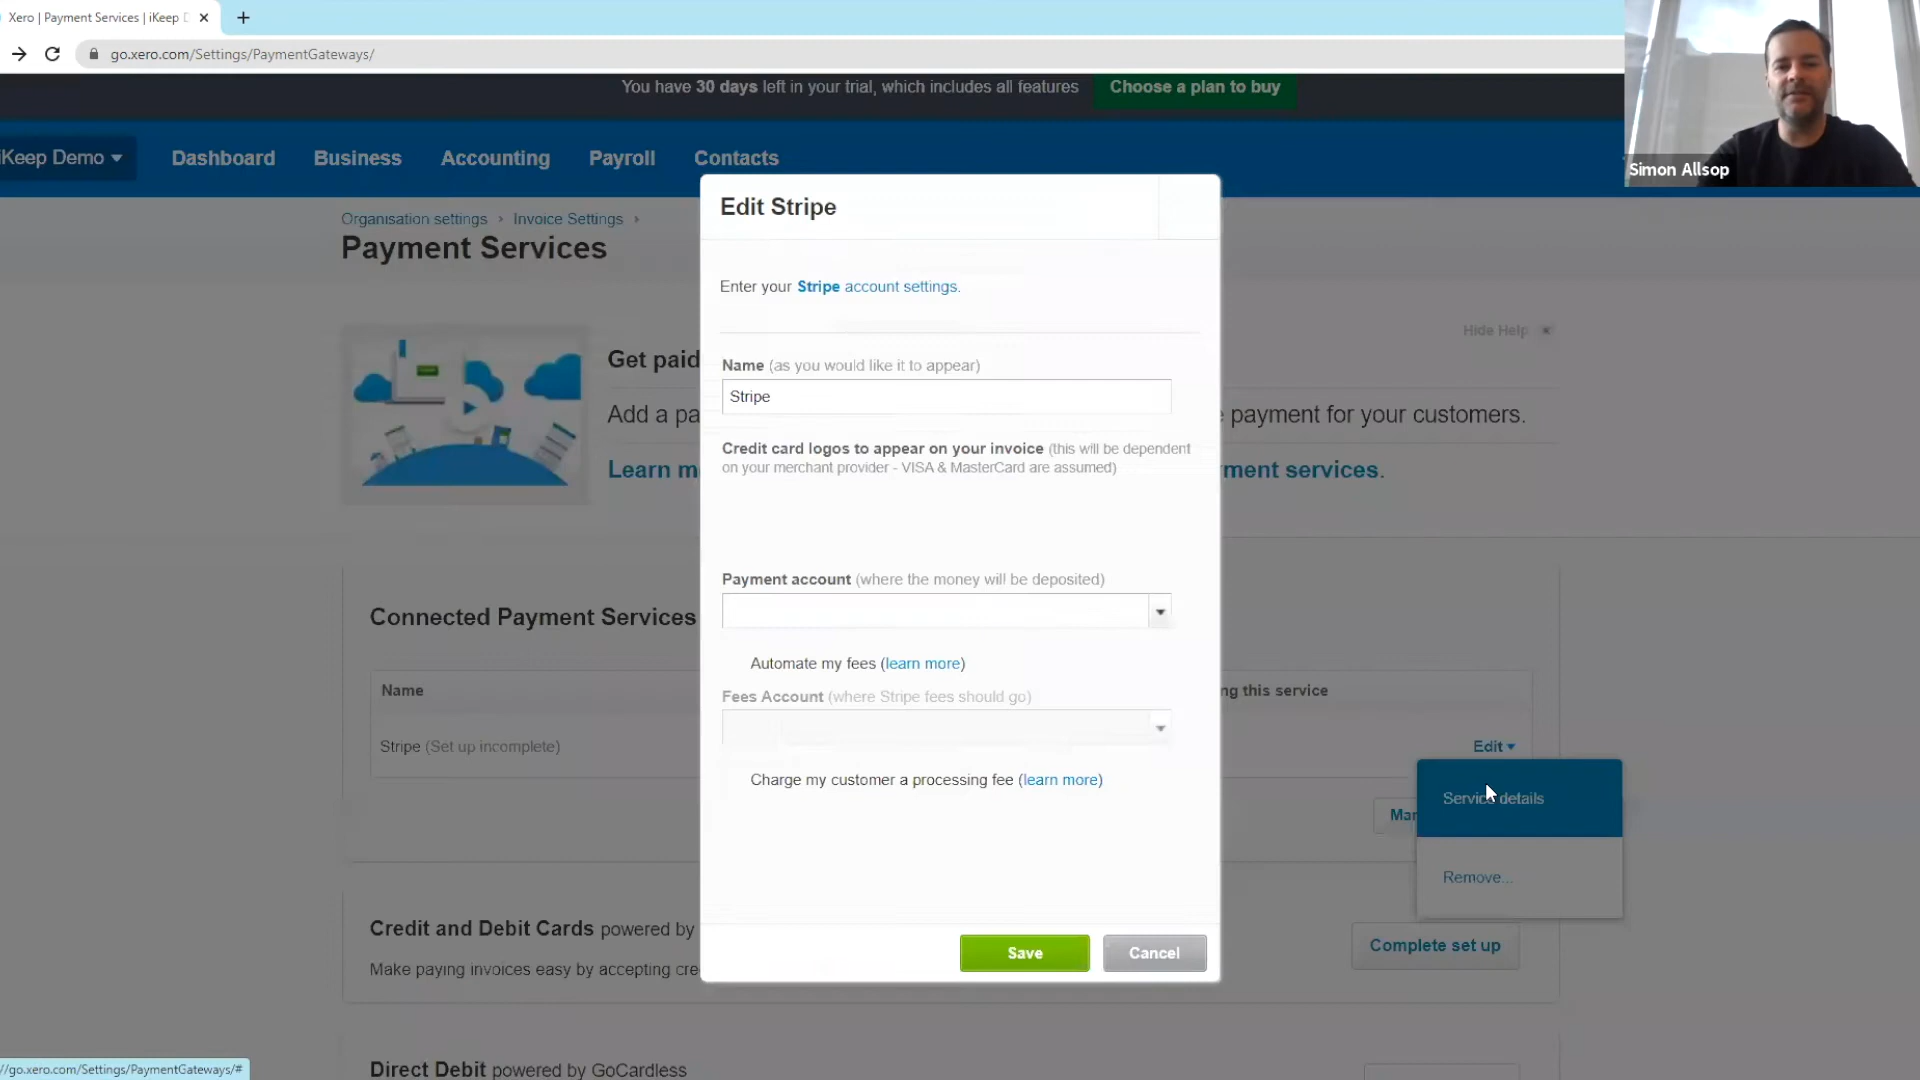 Xero | Payment Services | iKeep
go.xero.com/Settings/PaymentGateways/
You have 30 days left in your trial, which includes all features
Choose a plan to buy
Simon Allsop
iKeep Demo
Dashboard
Business
Accounting
Payroll
Contacts
Organisation settings › Invoice Settings ›
Payment Services
Edit Stripe
Enter your Stripe account settings.
Hide Help
Get paid
Add a pa
payment for your customers.
Learn m
ment services.
Name (as you would like it to appear)
Stripe
Credit card logos to appear on your invoice (this will be dependent
on your merchant provider - VISA & MasterCard are assumed)
Payment account (where the money will be deposited)
Automate my fees (learn more)
Fees Account (where Stripe fees should go)
Charge my customer a processing fee (learn more)
Save
Cancel
Connected Payment Services
Name
ng this service
Stripe (Set up incomplete)
Edit
Service details
Mar
Remove...
Credit and Debit Cards powered by
Complete set up
Make paying invoices easy by accepting cre
//go.xero.com/Settings/PaymentGateways/#
Direct Debit powered by GoCardless